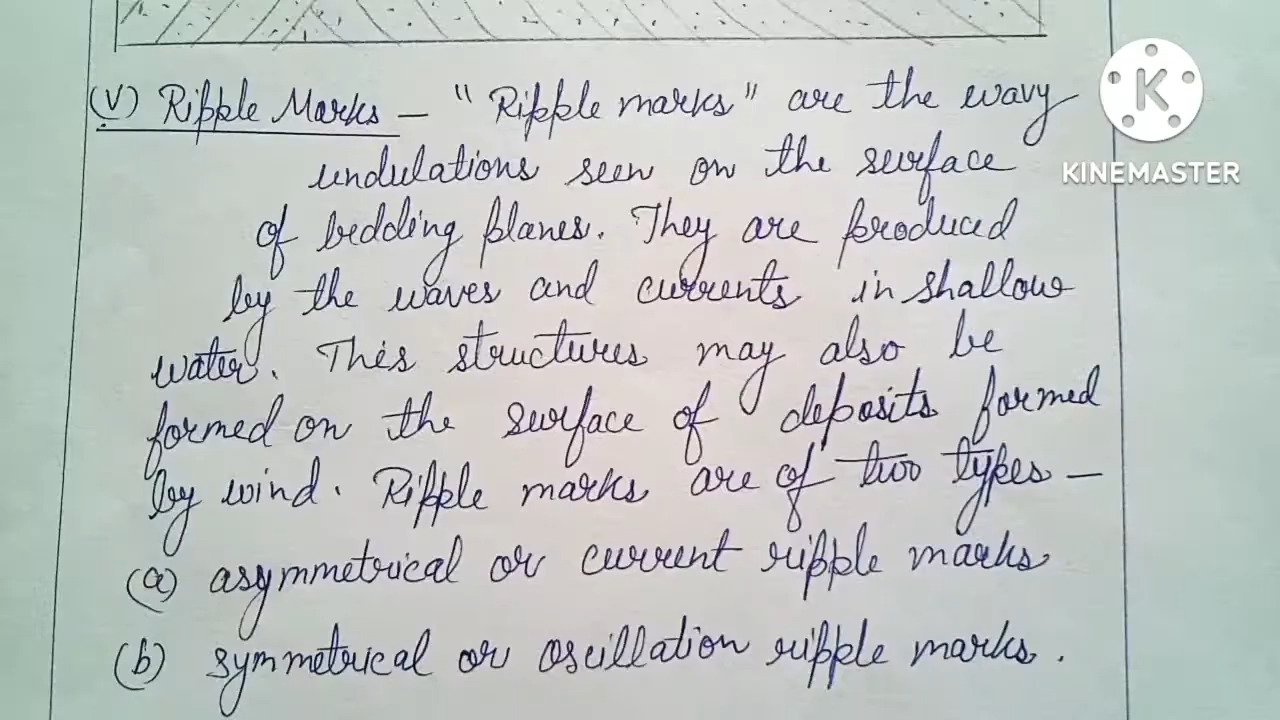 (V) Ripple Marks – "Ripple marks" are the wavy
undulations seen on the surface
of bedding planes. They are produced
by the waves and currents in shallow
water. This structures may also be
formed on the surface of deposits formed
by wind. Ripple marks are of two types –
(a) asymmetrical or current ripple marks
(b) symmetrical or oscillation ripple marks.
K
KINEMASTER